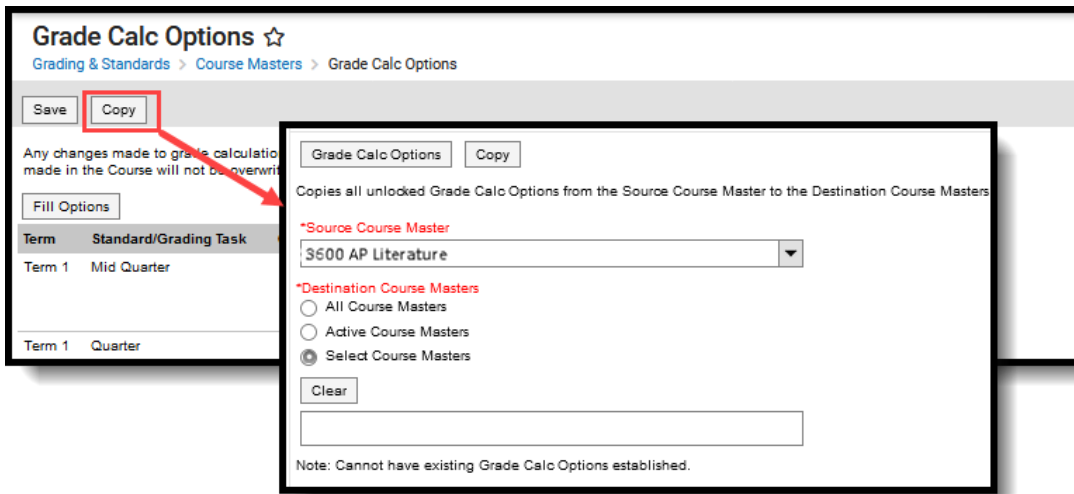 Grade Calc Options
Grading & Standards > Course Masters > Grade Calc Options
Save Copy
Any changes made to grade calculatio
made in the Course will not be overwrit
Fill Options
Term Standard/Grading Task
Term 1 Mid Quarter
Term 1 Quarter
Grade Calc Options Copy
Copies all unlocked Grade Calc Options from the Source Course Master to the Destination Course Masters
*Source Course Master
3600 AP Literature
*Destination Course Masters
All Course Masters
Active Course Masters
Select Course Masters
Clear
Note: Cannot have existing Grade Calc Options established.